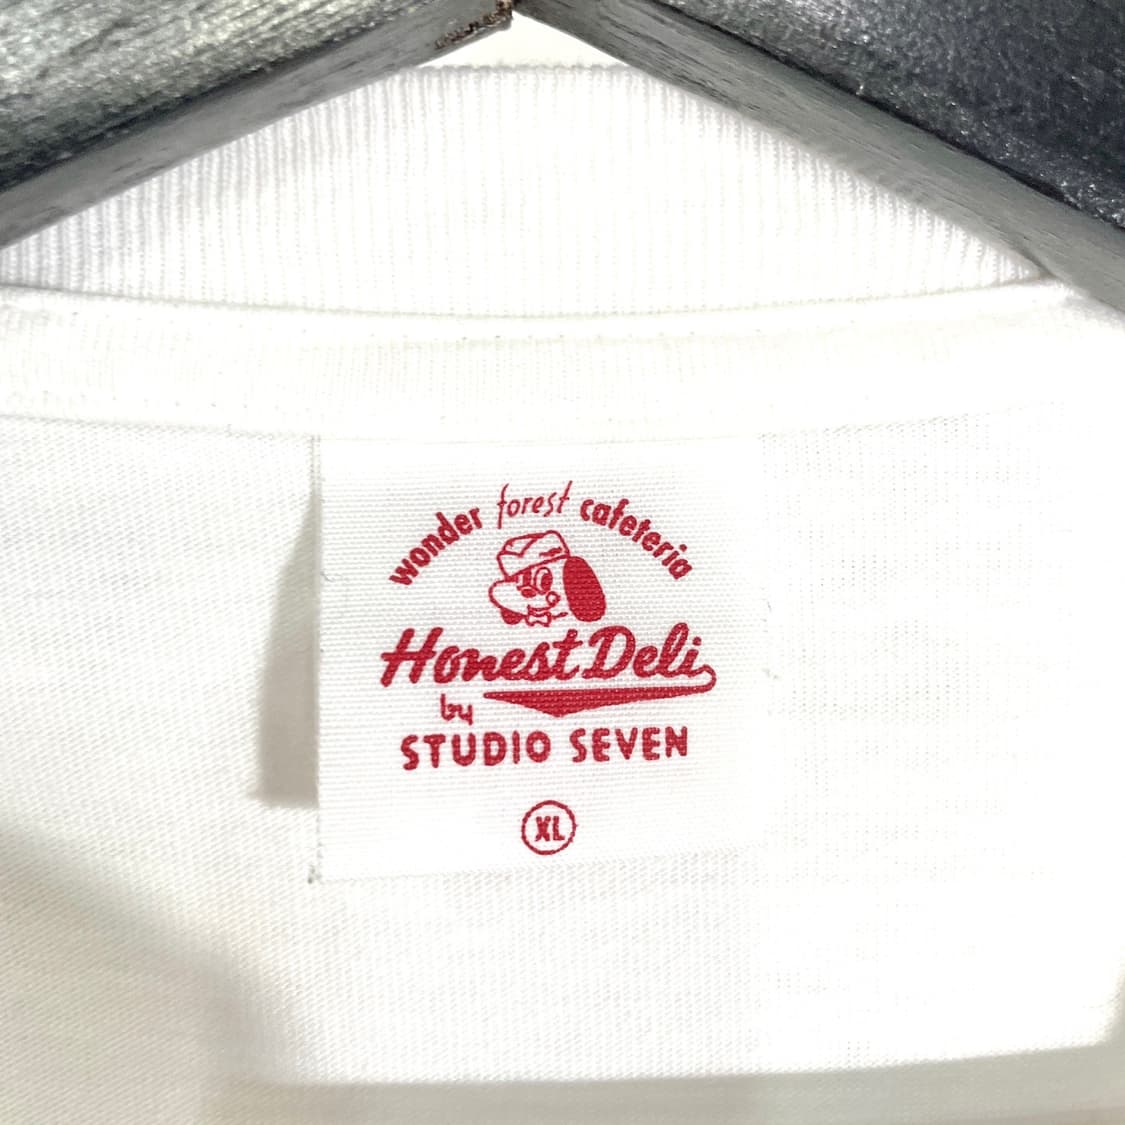 wonder forest cafeteria
Honest Deli
by
STUDIO SEVEN
XL